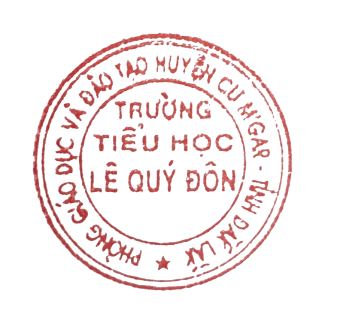 PHÒNG GIÁO DỤC VÀ ĐÀO TẠO HUYỆN CƯ M'GAR - TỈNH ĐẮK LẮK ★
TRƯỜNG
TIỂU HỌC
LÊ QUÝ ĐÔN